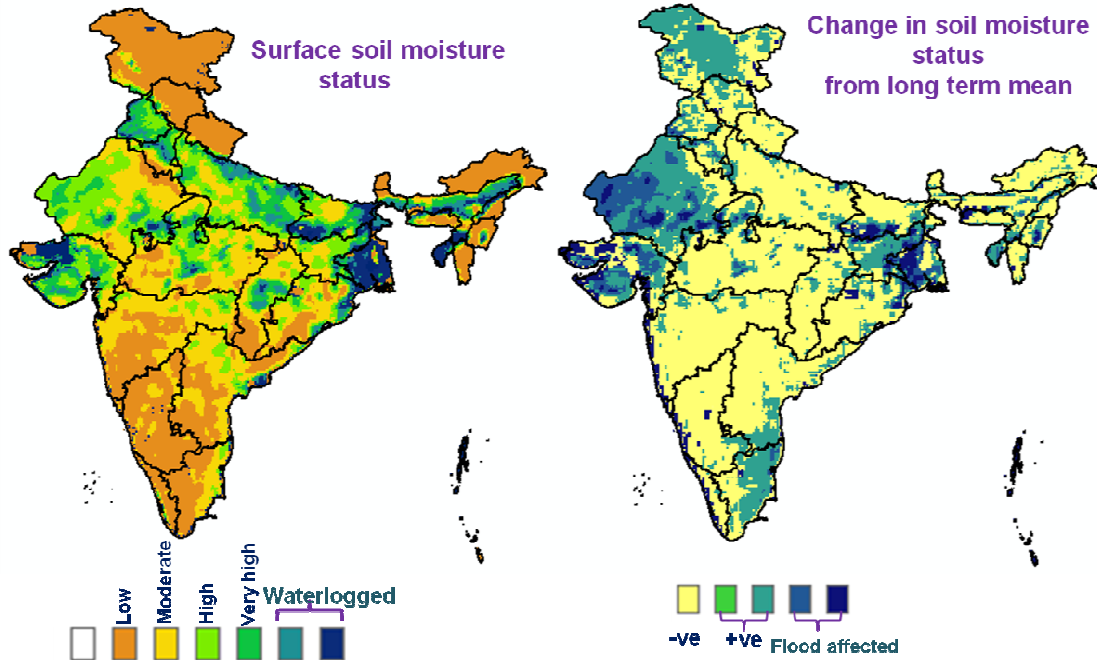 Surface soil moisture
status
Change in soil moisture
status
from long term mean
Low
Moderate
High
Very high
Waterlogged
-ve
+ve
Flood affected